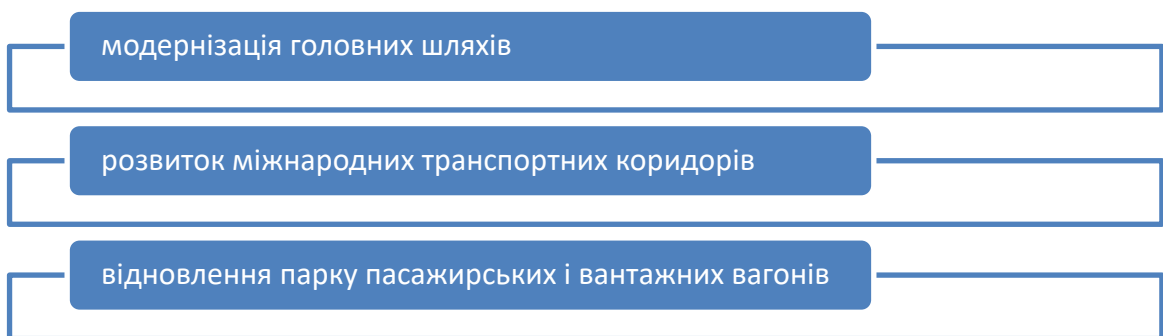 модернізація головних шляхів
розвиток міжнародних транспортних коридорів
відновлення парку пасажирських і вантажних вагонів